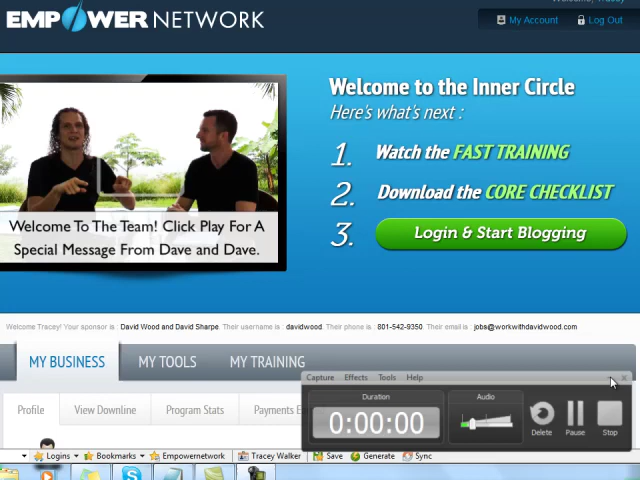 Welcome, Tracey
EMPOWER NETWORK
My Account
Log Out
Welcome to the Inner Circle
Here's what's next :
1. Watch the FAST TRAINING
2. Download the CORE CHECKLIST
3. Login & Start Blogging
Welcome To The Team! Click Play For A
Special Message From Dave and Dave.
Welcome Tracey! Your sponsor is : David Wood and David Sharpe. Their username is : davidwood. Their phone is : 801-542-9350. Their email is : jobs@workwithdavidwood.com
MY BUSINESS MY TOOLS MY TRAINING
Profile View Downline Program Stats Payments
Capture Effects Tools Help
Duration Audio
0:00:00
Delete Pause Stop
Logins Bookmarks Empowernetwork Tracey Walker Save Generate Sync